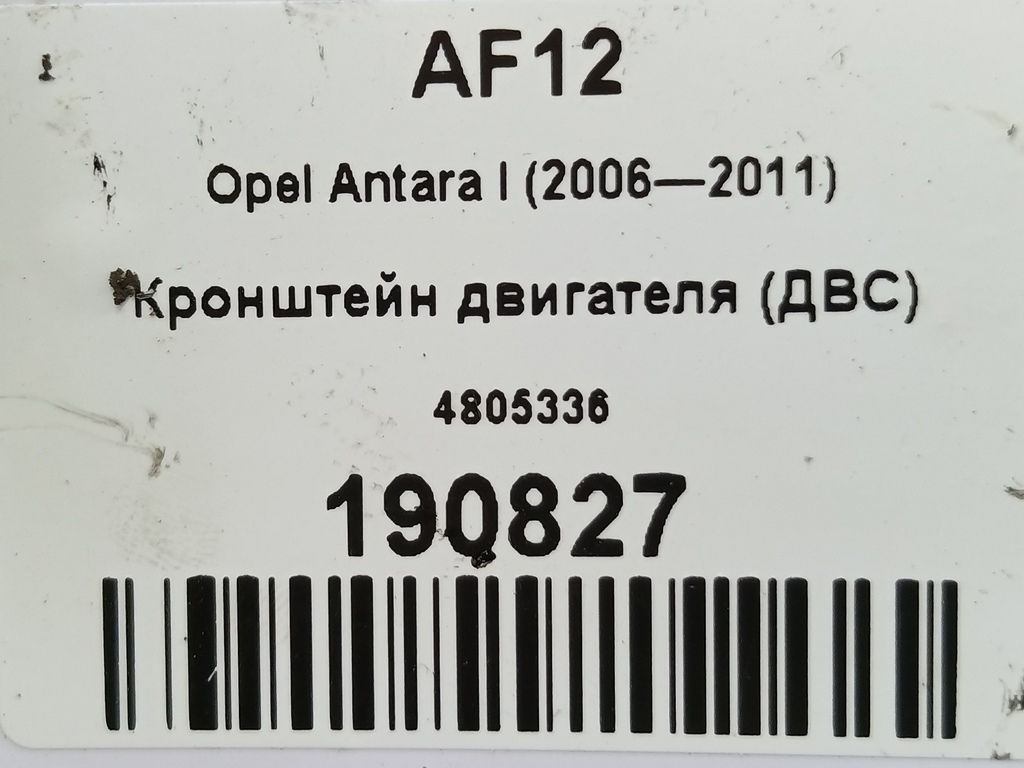 AF12
Opel Antara I (2006—2011)
Кронштейн двигателя (ДВС)
4805336
190827